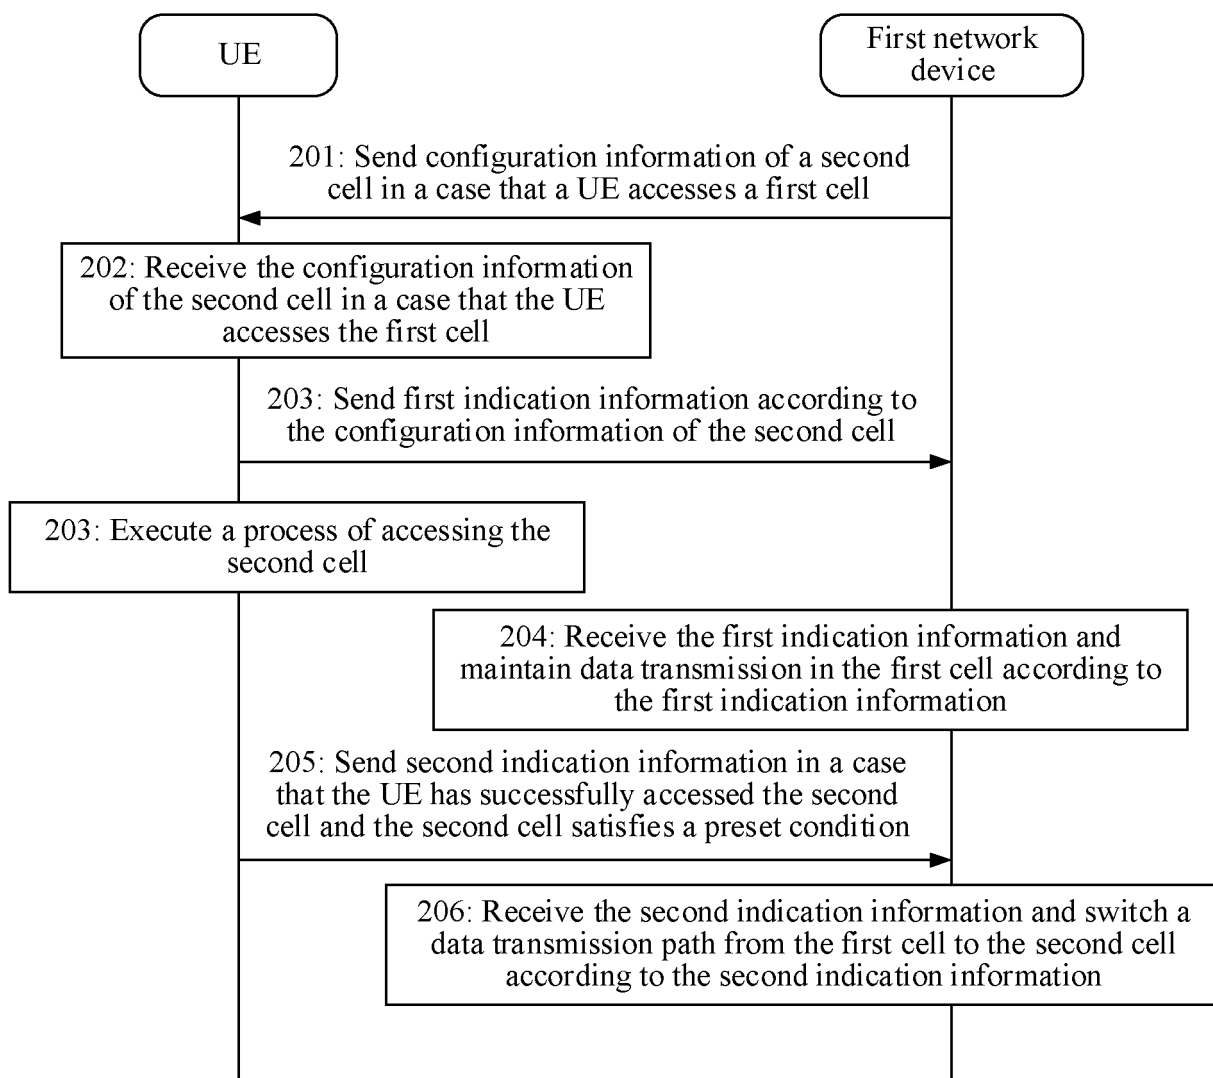 UE
First network
device
201: Send configuration information of a second
cell in a case that a UE accesses a first cell
202: Receive the configuration information
of the second cell in a case that the UE
accesses the first cell
203: Send first indication information according to
the configuration information of the second cell
203: Execute a process of accessing the
second cell
204: Receive the first indication information and
maintain data transmission in the first cell according to
the first indication information
205: Send second indication information in a case
that the UE has successfully accessed the second
cell and the second cell satisfies a preset condition
206: Receive the second indication information and switch a
data transmission path from the first cell to the second cell
according to the second indication information